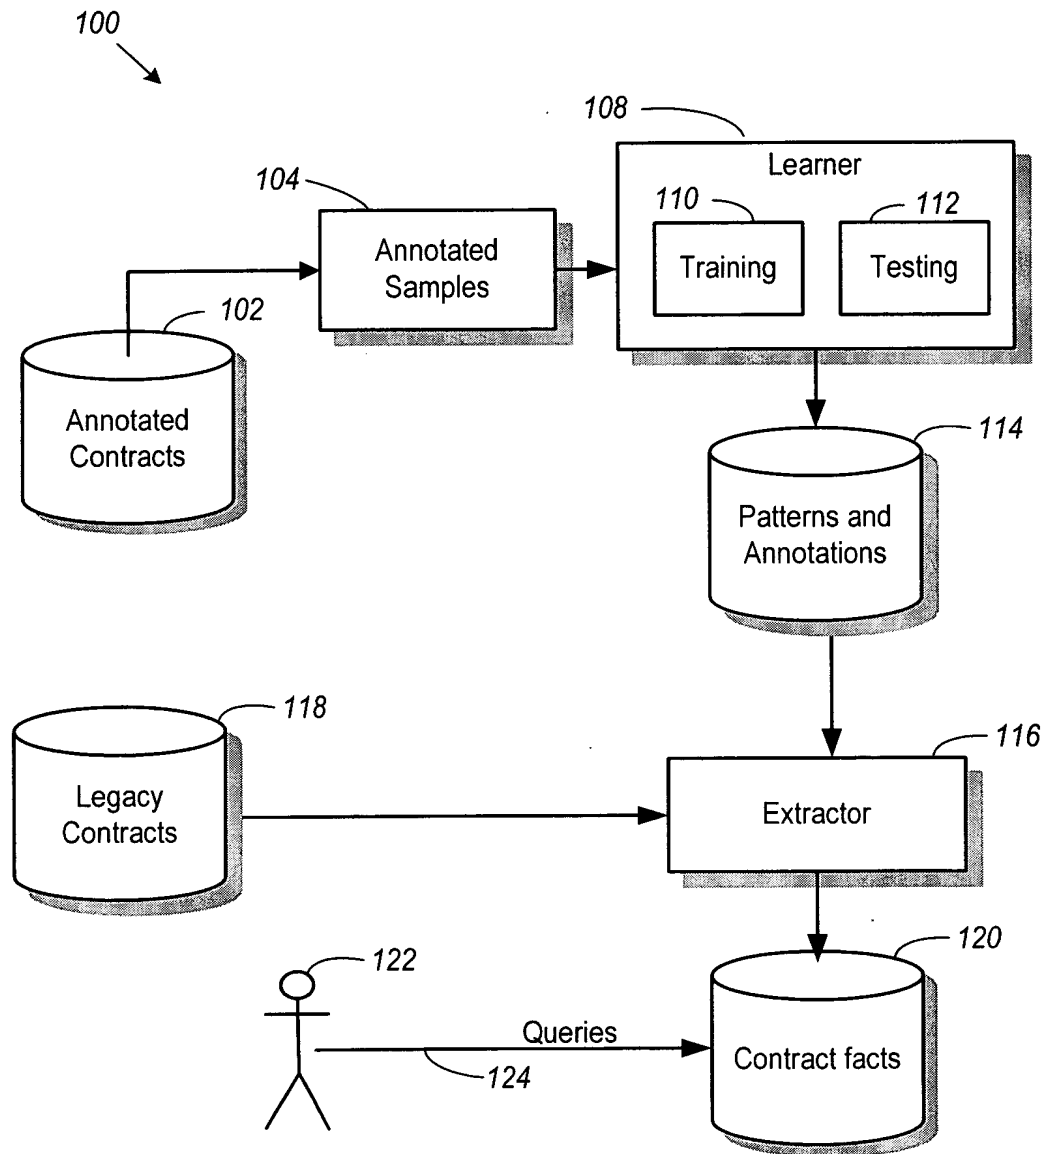 100
108
Learner
104
110
112
Annotated
Samples
Training
Testing
102
Annotated
Contracts
114
Patterns and
Annotations
118
116
Legacy
Contracts
Extractor
122
120
Queries
124
Contract facts